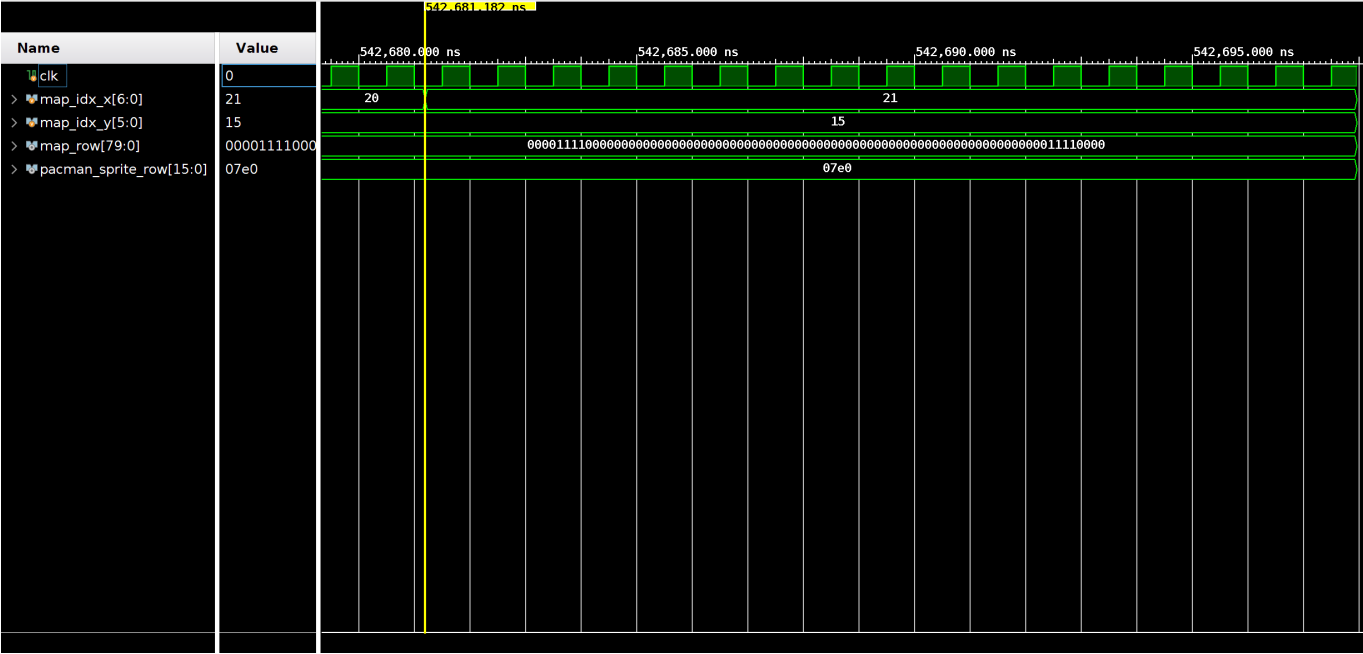 542,681.182 ns
Name Value
542,680.000 ns 542,685.000 ns 542,690.000 ns 542,695.000 ns
clk 0
map_idx_x[6:0] 21 20 21
map_idx_y[5:0] 15 15
map_row[79:0] 00001111000 00001111000000000000000000000000000000000000000000000000000000000000000011110000
pacman_sprite_row[15:0] 07e0 07e0